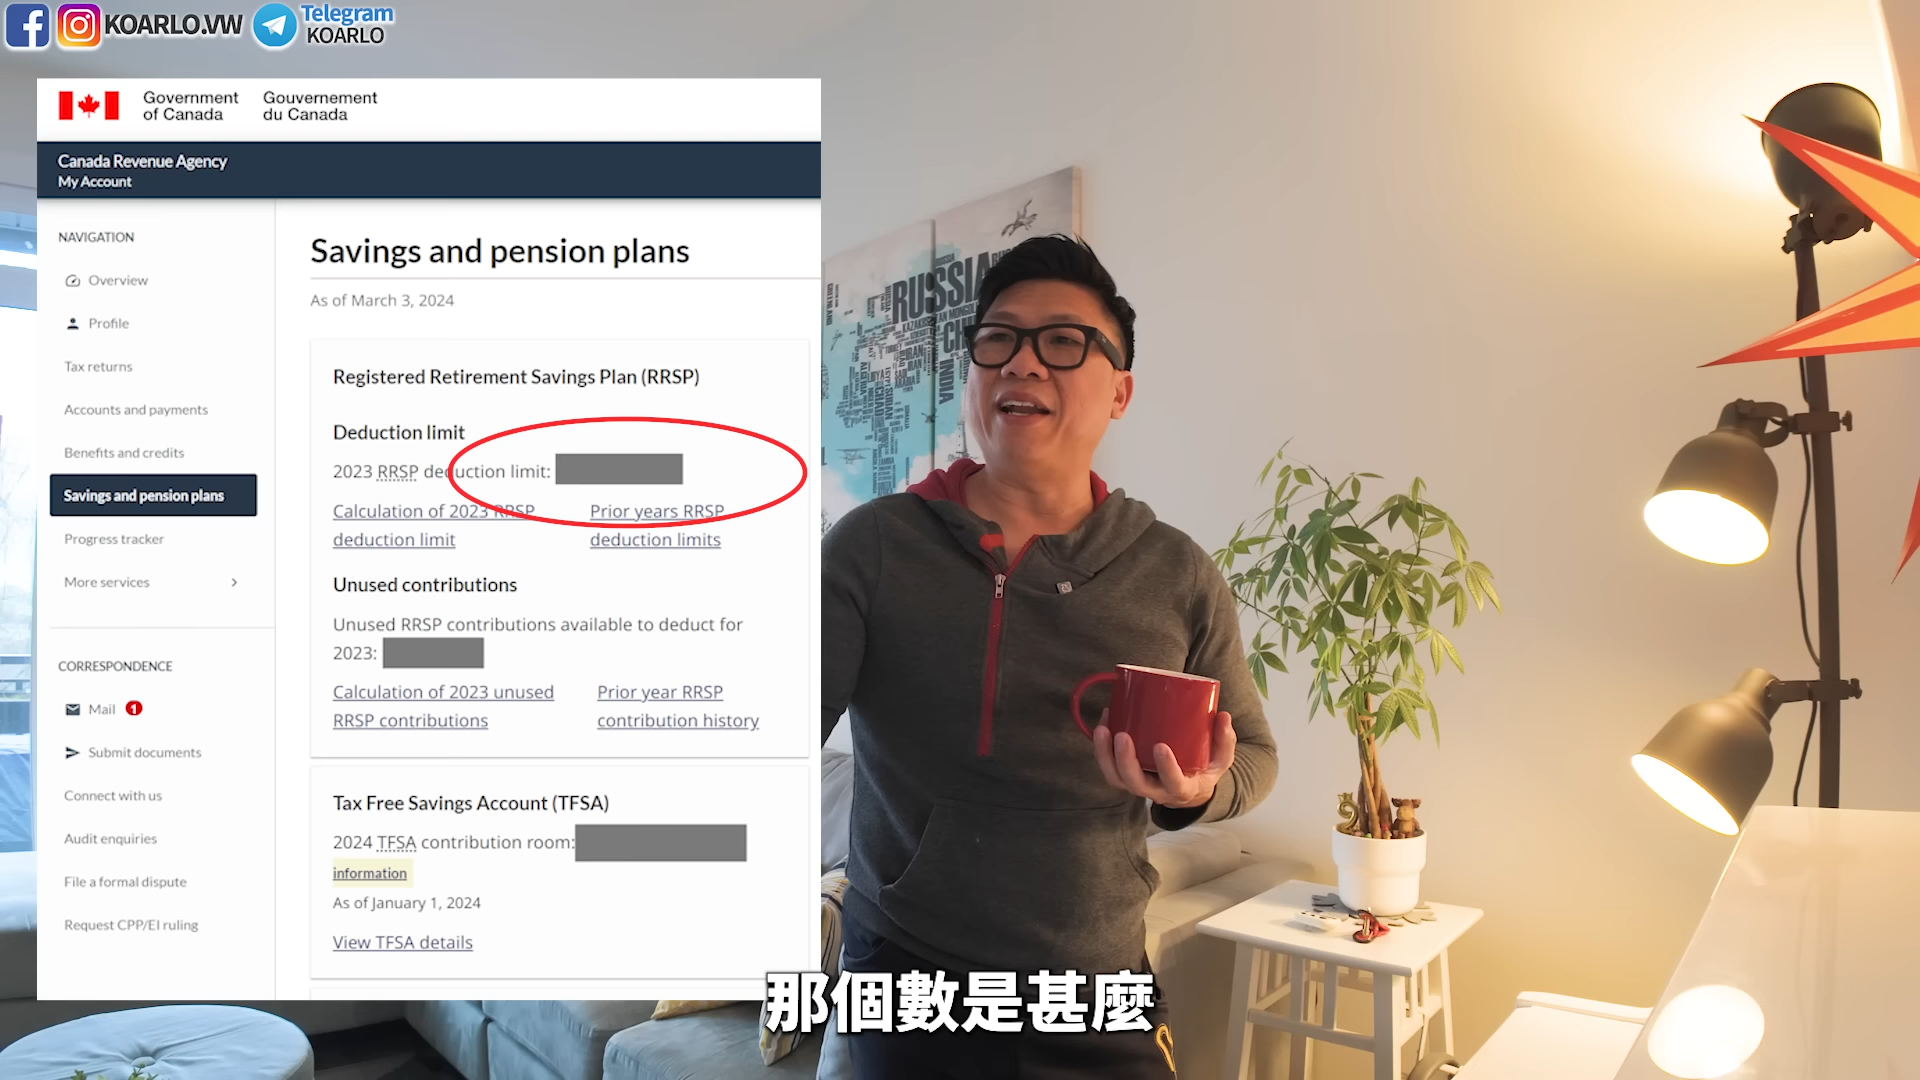 KOARLO.VW
Telegram
KOARLO
Government
of Canada
Gouvernement
du Canada
Canada Revenue Agency
My Account
NAVIGATION
Overview
Profile
Tax returns
Accounts and payments
Benefits and credits
Savings and pension plans
Progress tracker
More services
CORRESPONDENCE
Mail 1
Submit documents
Connect with us
Audit enquiries
File a formal dispute
Request CPP/EI ruling
Savings and pension plans
As of March 3, 2024
Registered Retirement Savings Plan (RRSP)
Deduction limit
2023 RRSP deduction limit:
Calculation of 2023 RRSP
deduction limit
Prior years RRSP
deduction limits
Unused contributions
Unused RRSP contributions available to deduct for
2023:
Calculation of 2023 unused
RRSP contributions
Prior year RRSP
contribution history
Tax Free Savings Account (TFSA)
2024 TFSA contribution room:
information
As of January 1, 2024
View TFSA details
RUSSIA
INDIA
那個數是甚麼